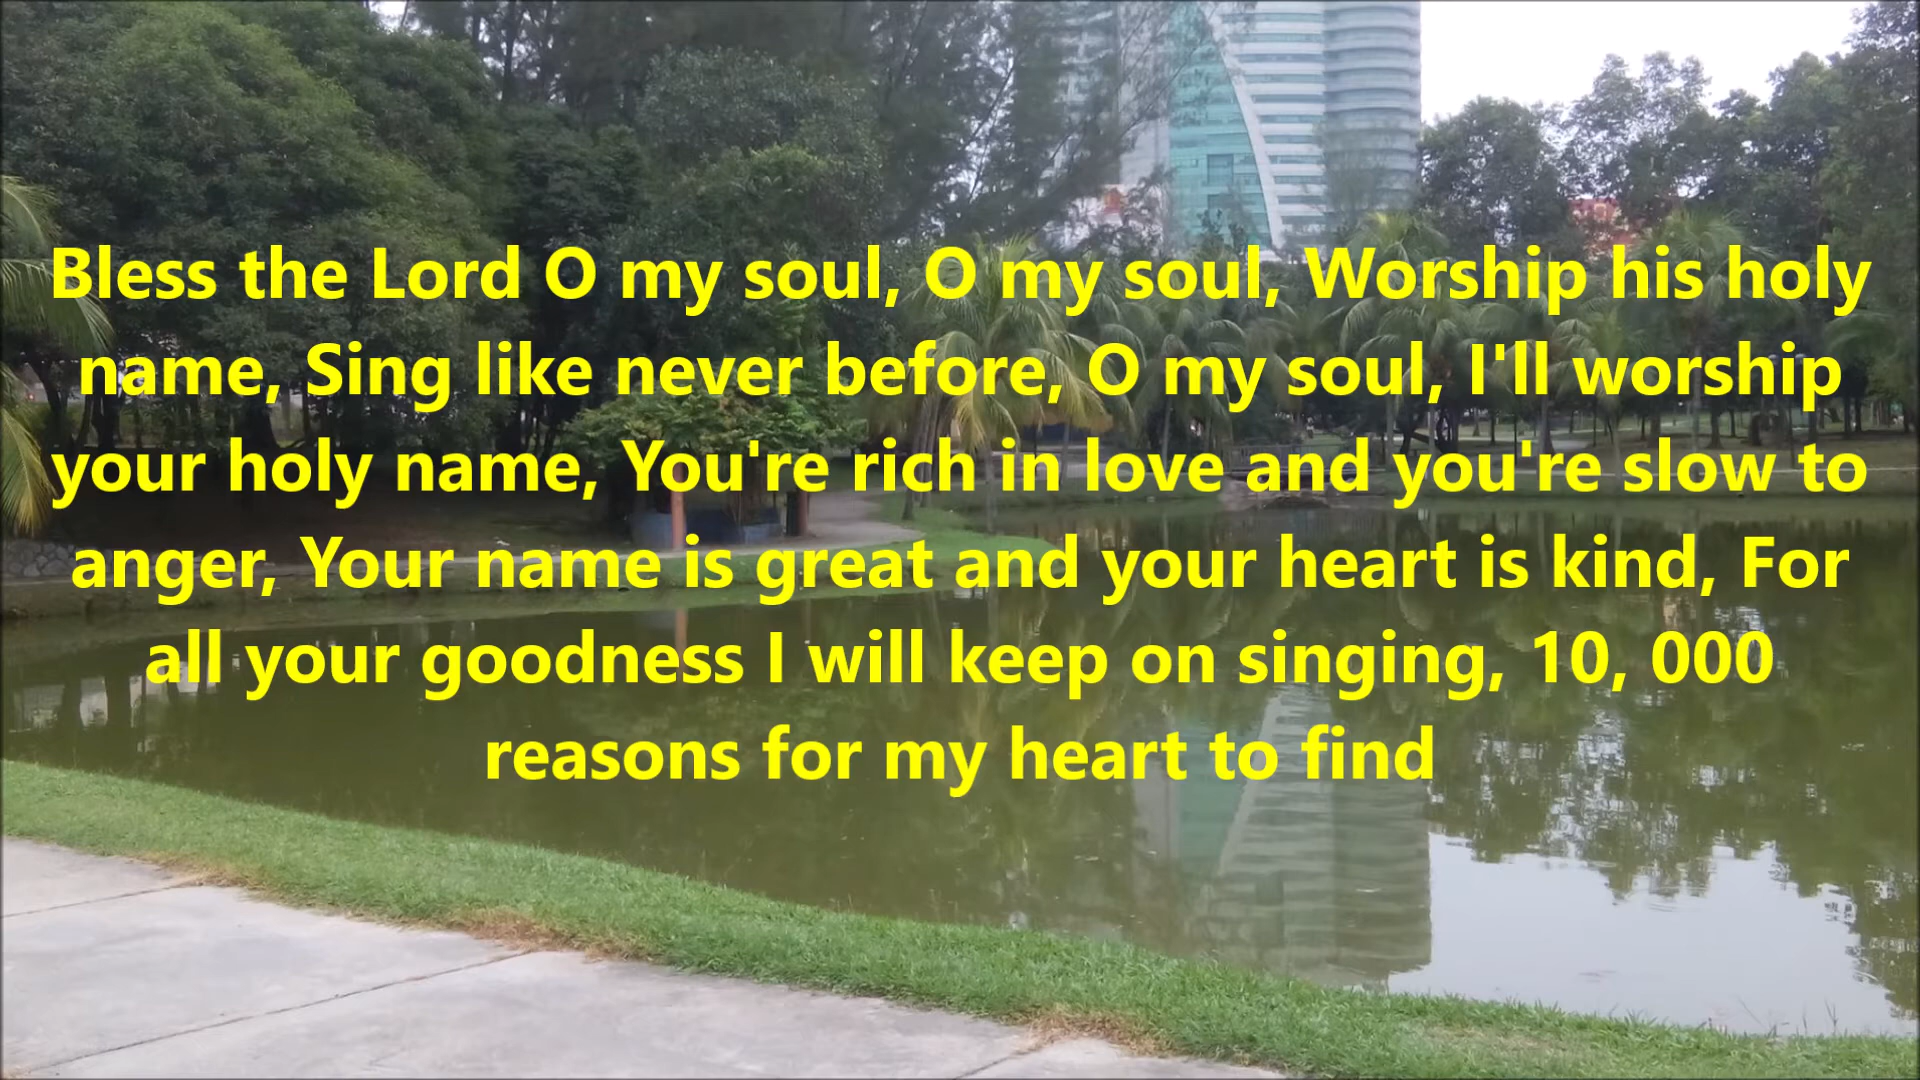 Bless the Lord O my soul, O my soul, Worship his holy
name, Sing like never before, O my soul, I'll worship
your holy name, You're rich in love and you're slow to
anger, Your name is great and your heart is kind, For
all your goodness I will keep on singing, 10, 000
reasons for my heart to find